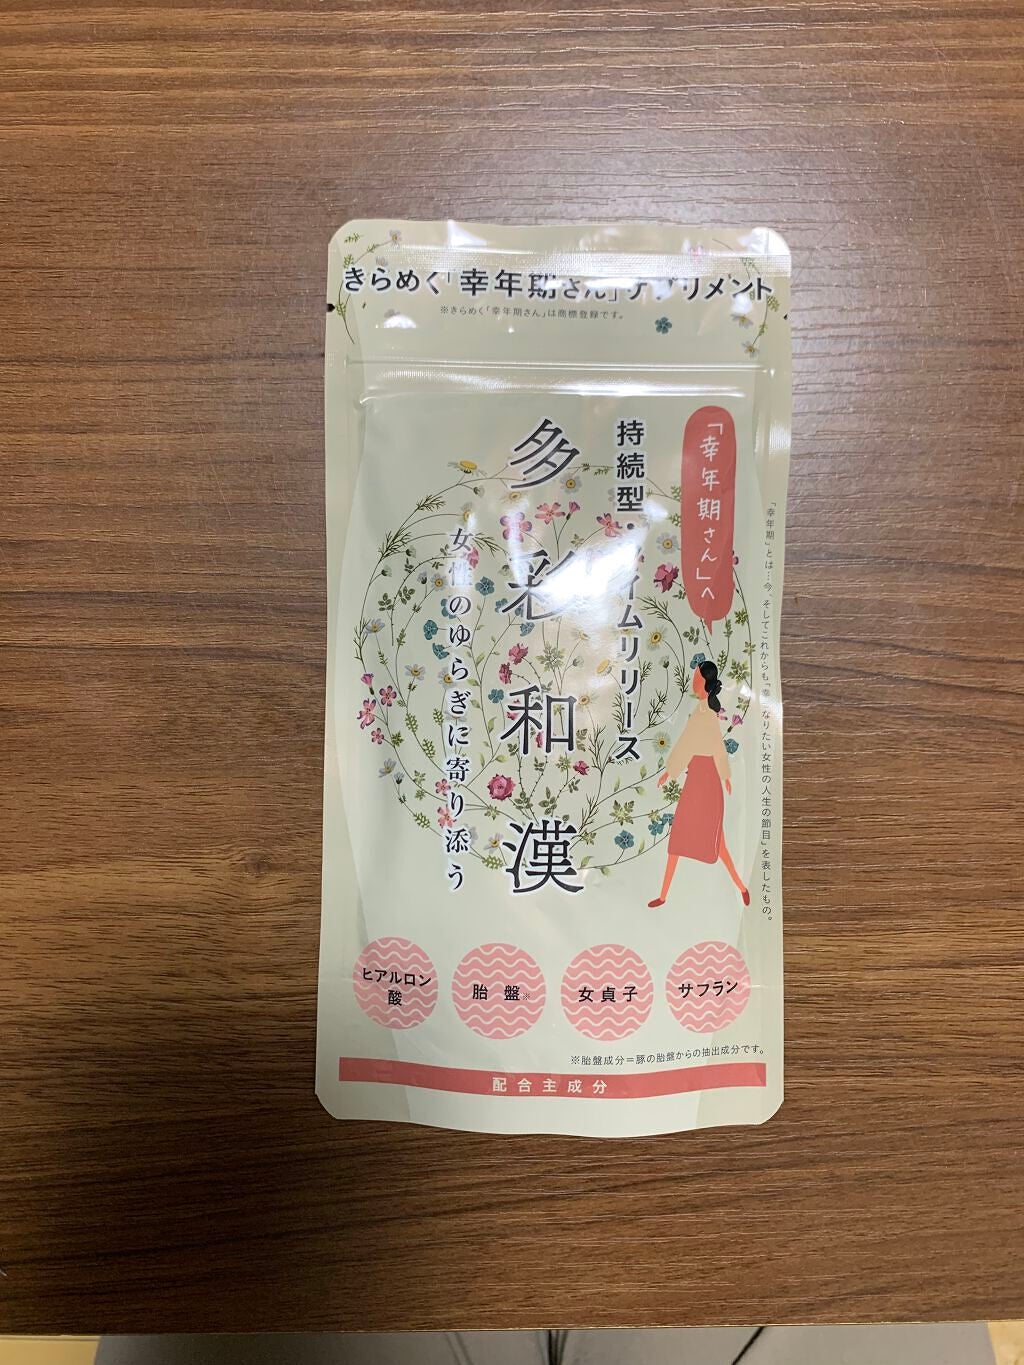 きらめく「幸年期さん」サプリメント
※きらめく「幸年期さん」は商標登録です。
「幸年期さん」へ
「幸年期」とは…今、そしてこれからも「幸 なりたい女性の人生の節目」を表したもの。
持続型 タイムリリース
多彩和漢
女性のゆらぎに寄り添う
ヒアルロン
酸
胎盤※
女貞子
サフラン
※胎盤成分＝豚の胎盤からの抽出成分です。
配合主成分